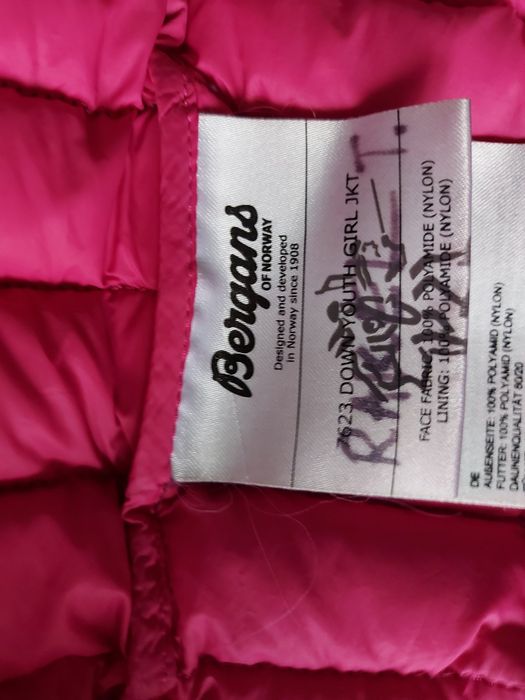 Bergans
OF NORWAY
Designed and developed
in Norway since 1908
7623 DOWN YOUTH GIRL JKT
FACE FABRIC: 100% POLYAMIDE (NYLON)
LINING: 100% POLYAMIDE (NYLON)
DE
AUßENSEITE: 100% POLYAMID (NYLON)
FUTTER: 100% POLYAMID (NYLON)
DAUNENQUALITÄT 80/20